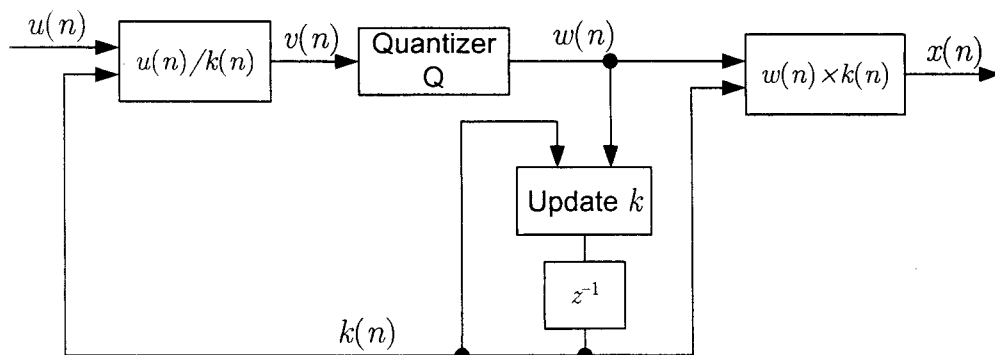 u(n)
u(n)/k(n)
v(n)
Quantizer
Q
w(n)
w(n)×k(n)
x(n)
Update k
z⁻¹
k(n)